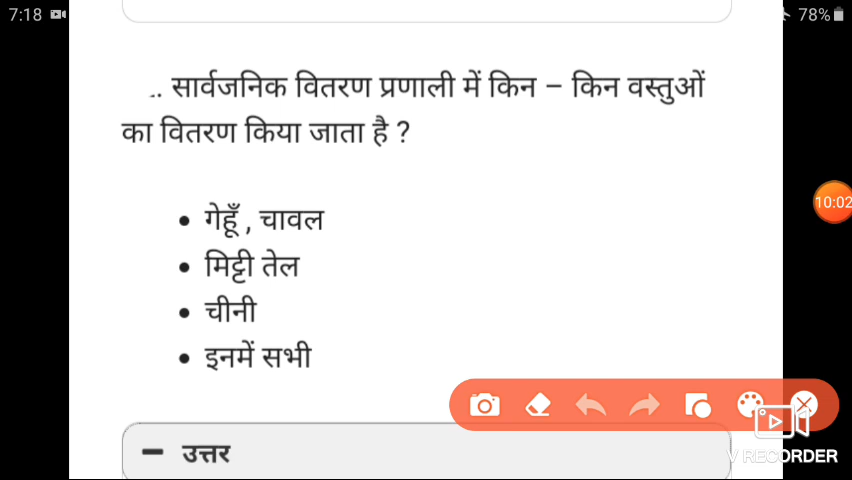 7:18
78%
.. सार्वजनिक वितरण प्रणाली में किन – किन वस्तुओं
का वितरण किया जाता है ?
10:02
• गेहूँ , चावल
• मिट्टी तेल
• चीनी
• इनमें सभी
– उत्तर
V RECORDER